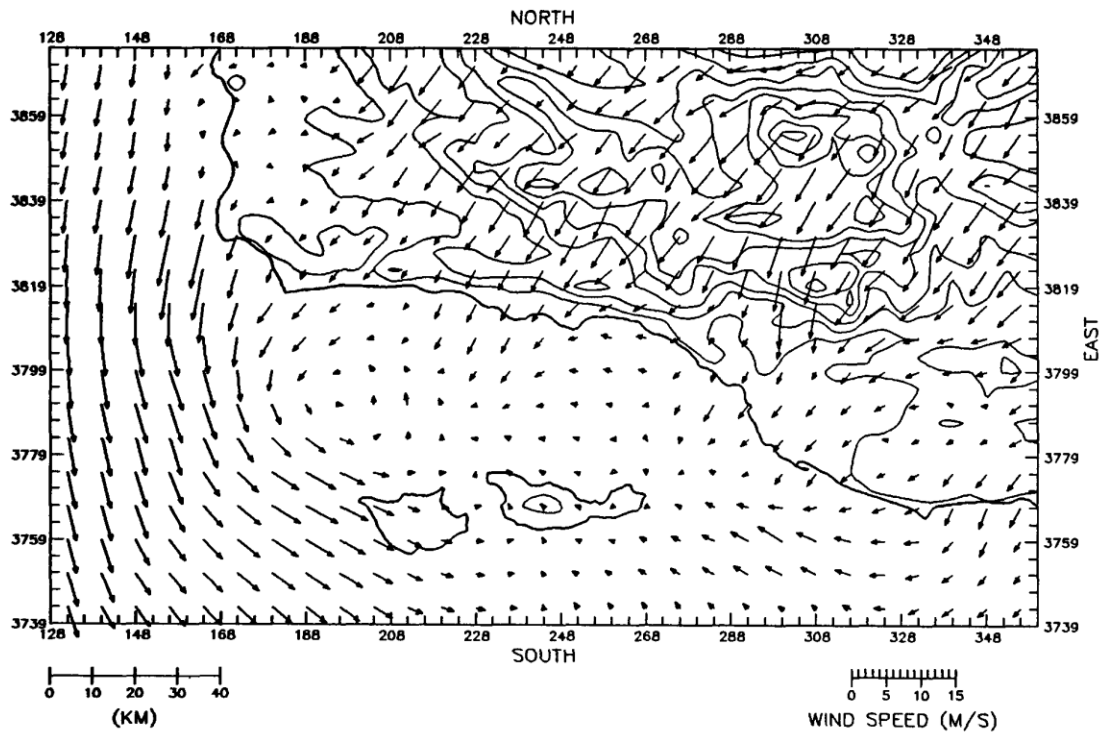 NORTH
128 148 168 188 208 228 248 268 288 308 328 348
3859 3859
3839 3839
3819 3819
EAST
3799 3799
3779 3779
3759 3759
3739 3739
128 148 168 188 208 228 248 268 288 308 328 348
SOUTH
0 10 20 30 40
(KM)
0 5 10 15
WIND SPEED (M/S)